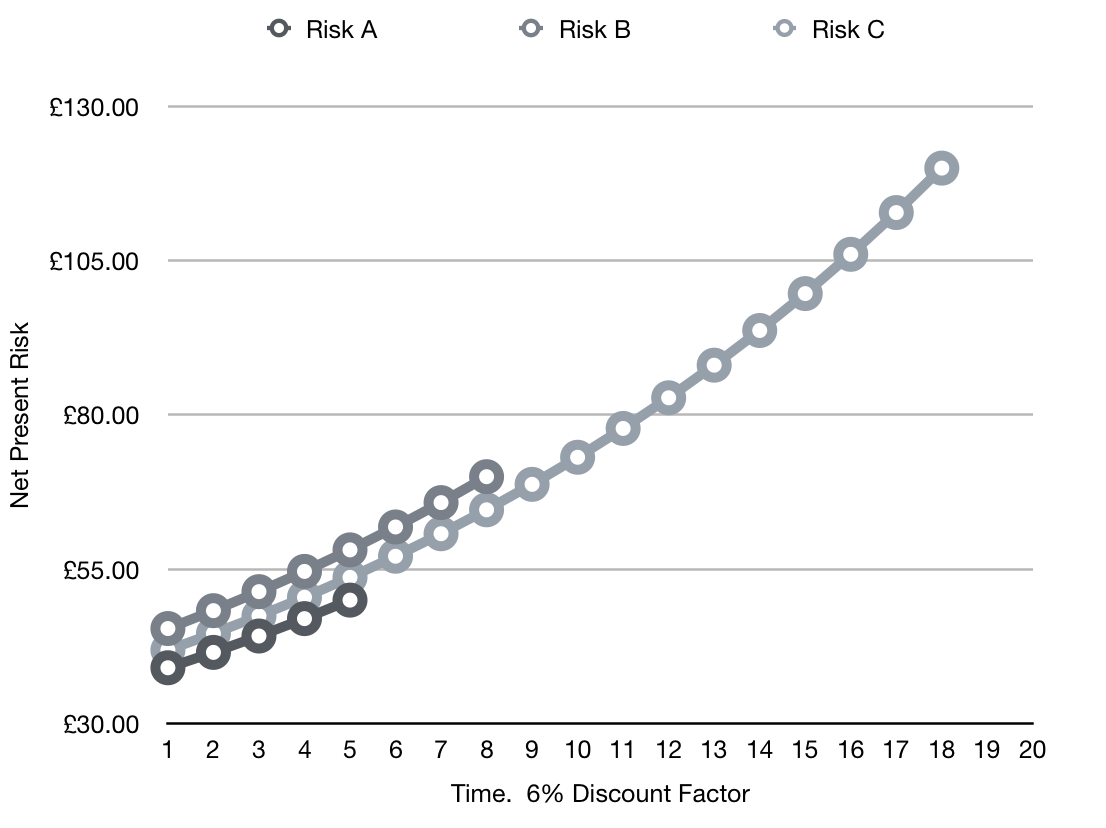 Risk A Risk B Risk C
£130.00
£105.00
£80.00
£55.00
£30.00
Net Present Risk
1 2 3 4 5 6 7 8 9 10 11 12 13 14 15 16 17 18 19 20
Time.  6% Discount Factor